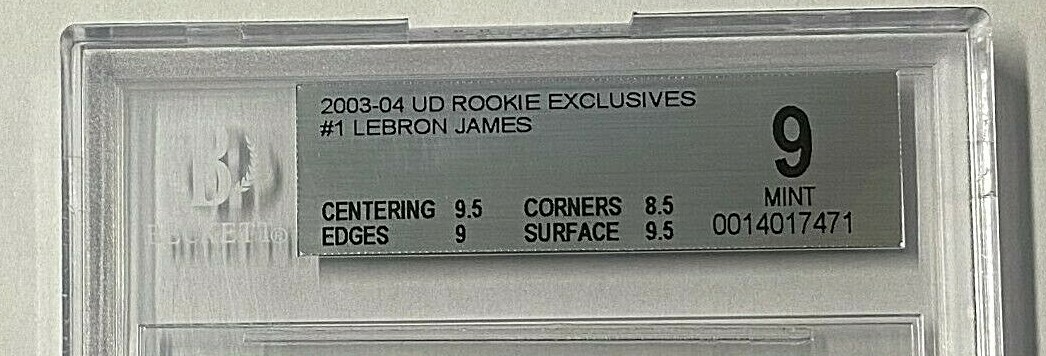 2003-04 UD ROOKIE EXCLUSIVES
#1 LEBRON JAMES
9
MINT
0014017471
CENTERING 9.5 CORNERS 8.5
EDGES 9 SURFACE 9.5
BECKETT®